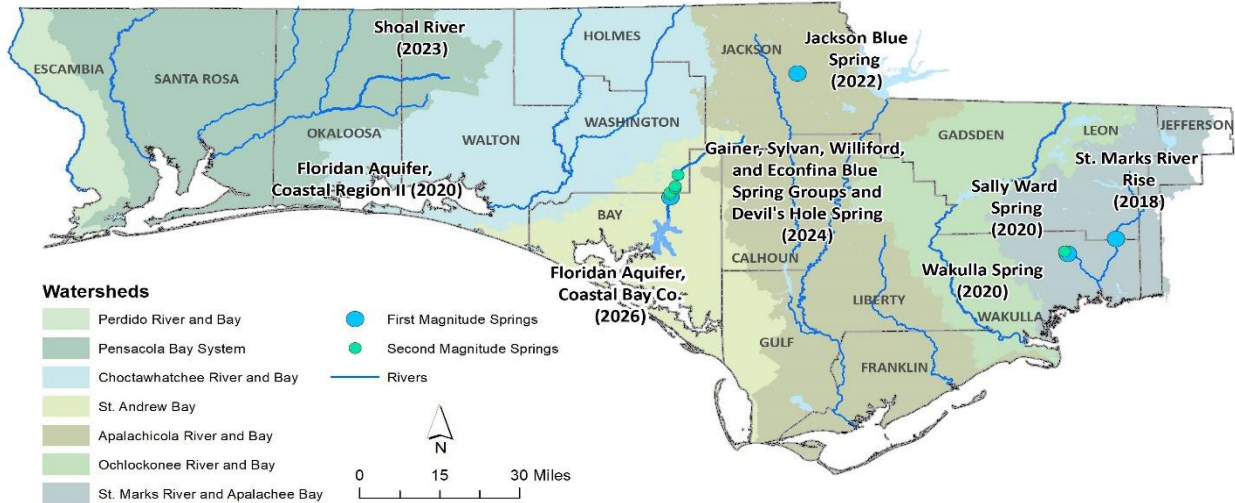 HOLMES
Shoal River
(2023)
JACKSON
Jackson Blue
Spring
(2022)
ESCAMBIA
SANTA ROSA
OKALOOSA
WALTON
WASHINGTON
GADSDEN
LEON
JEFFERSON
Floridan Aquifer,
Coastal Region II (2020)
Gainer, Sylvan, Williford,
and Econfina Blue
Spring Groups and
Devil's Hole Spring
(2024)
St. Marks River
Rise
(2018)
Sally Ward
Spring
(2020)
BAY
CALHOUN
Wakulla Spring
(2020)
Floridan Aquifer,
Coastal Bay Co.
(2026)
LIBERTY
WAKULLA
GULF
FRANKLIN
Watersheds
Perdido River and Bay
Pensacola Bay System
Choctawhatchee River and Bay
St. Andrew Bay
Apalachicola River and Bay
Ochlockonee River and Bay
St. Marks River and Apalachee Bay
First Magnitude Springs
Second Magnitude Springs
Rivers
N
0 15 30 Miles